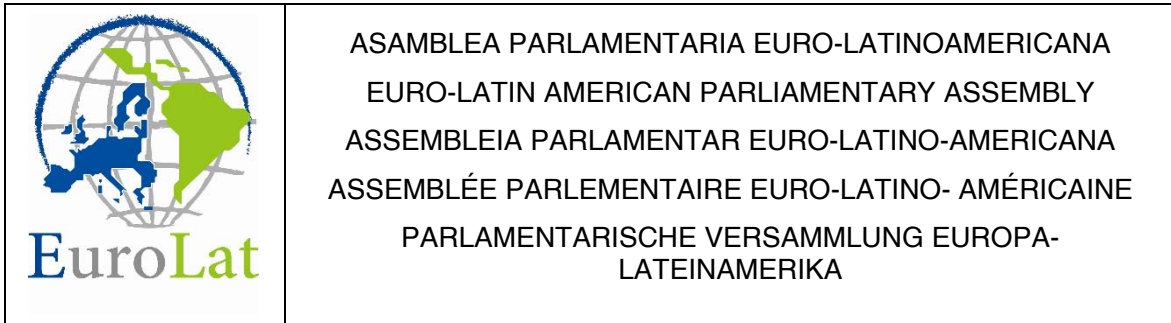 EuroLat
ASAMBLEA PARLAMENTARIA EURO-LATINOAMERICANA
EURO-LATIN AMERICAN PARLIAMENTARY ASSEMBLY
ASSEMBLEIA PARLAMENTAR EURO-LATINO-AMERICANA
ASSEMBLÉE PARLEMENTAIRE EURO-LATINO- AMÉRICAINE
PARLAMENTARISCHE VERSAMMLUNG EUROPA-
LATEINAMERIKA